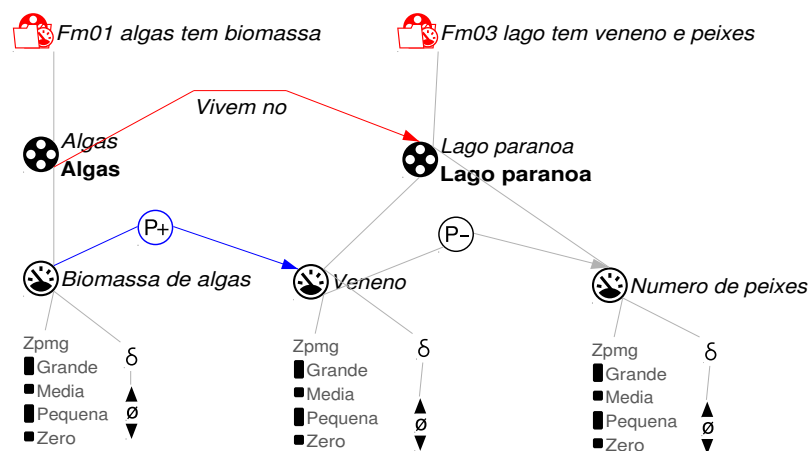 Fm01 algas tem biomassa
Fm03 lago tem veneno e peixes
Vivem no
Algas
Algas
Lago paranoa
Lago paranoa
P+
P−
Biomassa de algas
Veneno
Numero de peixes
Zpmg
Grande
Media
Pequena
Zero
δ
ø
Zpmg
Grande
Media
Pequena
Zero
δ
ø
Zpmg
Grande
Media
Pequena
Zero
δ
ø